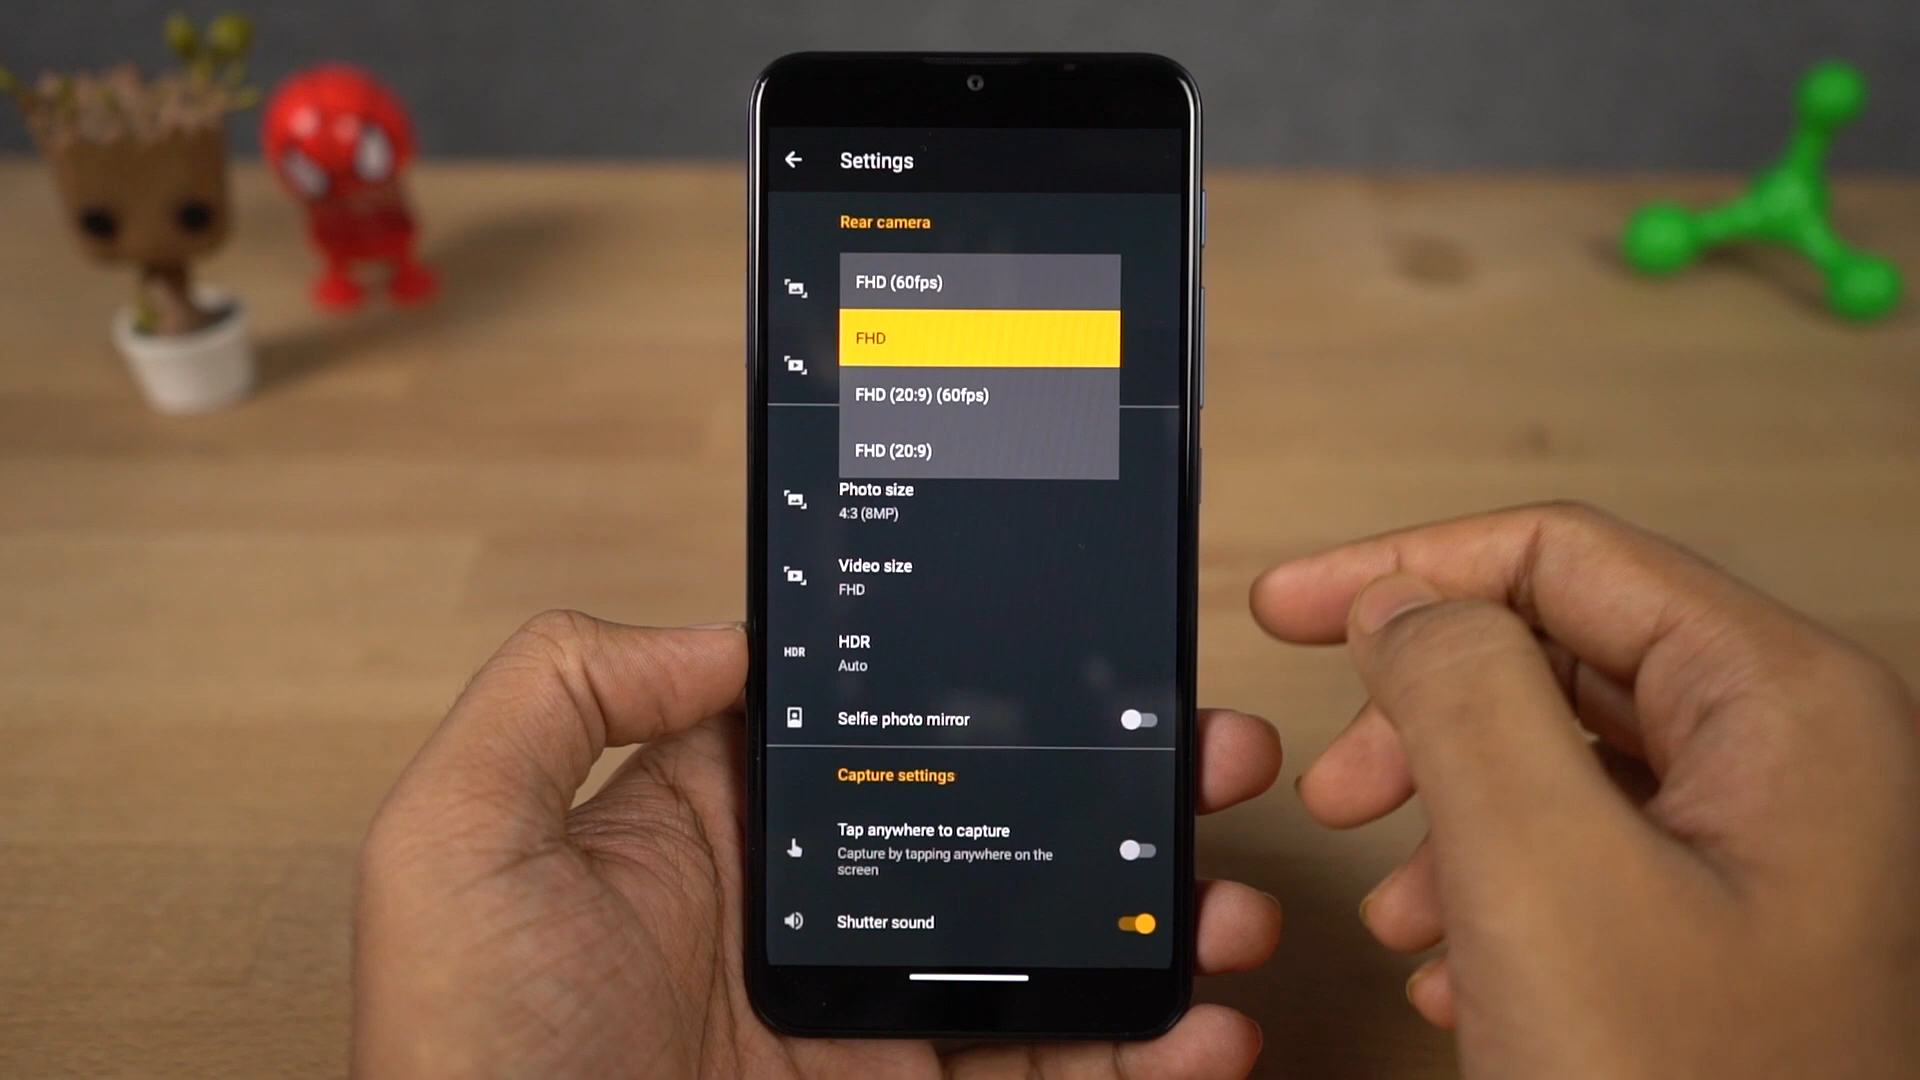 Settings
Rear camera
FHD (60fps)
FHD
FHD (20:9) (60fps)
FHD (20:9)
Photo size
4:3 (8MP)
Video size
FHD
HDR
HDR
Auto
Selfie photo mirror
Capture settings
Tap anywhere to capture
Capture by tapping anywhere on the
screen
Shutter sound